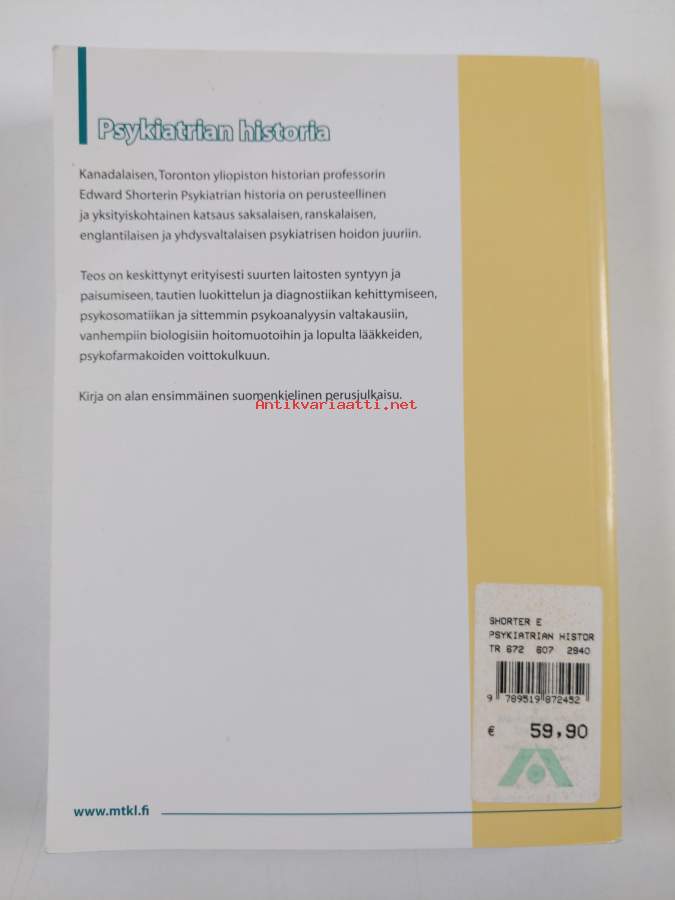 Psykiatrian historia
Kanadalaisen, Toronton yliopiston historian professorin
Edward Shorterin Psykiatrian historia on perusteellinen
ja yksityiskohtainen katsaus saksalaisen, ranskalaisen,
englantilaisen ja yhdysvaltalaisen psykiatrisen hoidon juuriin.
Teos on keskittynyt erityisesti suurten laitosten syntyyn ja
paisumiseen, tautien luokittelun ja diagnostiikan kehittymiseen,
psykosomatiikan ja sittemmin psykoanalyysin valtakausiin,
vanhempiin biologisiin hoitomuotoihin ja lopulta lääkkeiden,
psykofarmakoiden voittokulkuun.
Kirja on alan ensimmäinen suomenkielinen perusjulkaisu.
Antikvariaatti.net
SHORTER E
PSYKIATRIAN HISTOR
TR 672 607 2940
9 789519 872452
€ 59,90
www.mtkl.fi